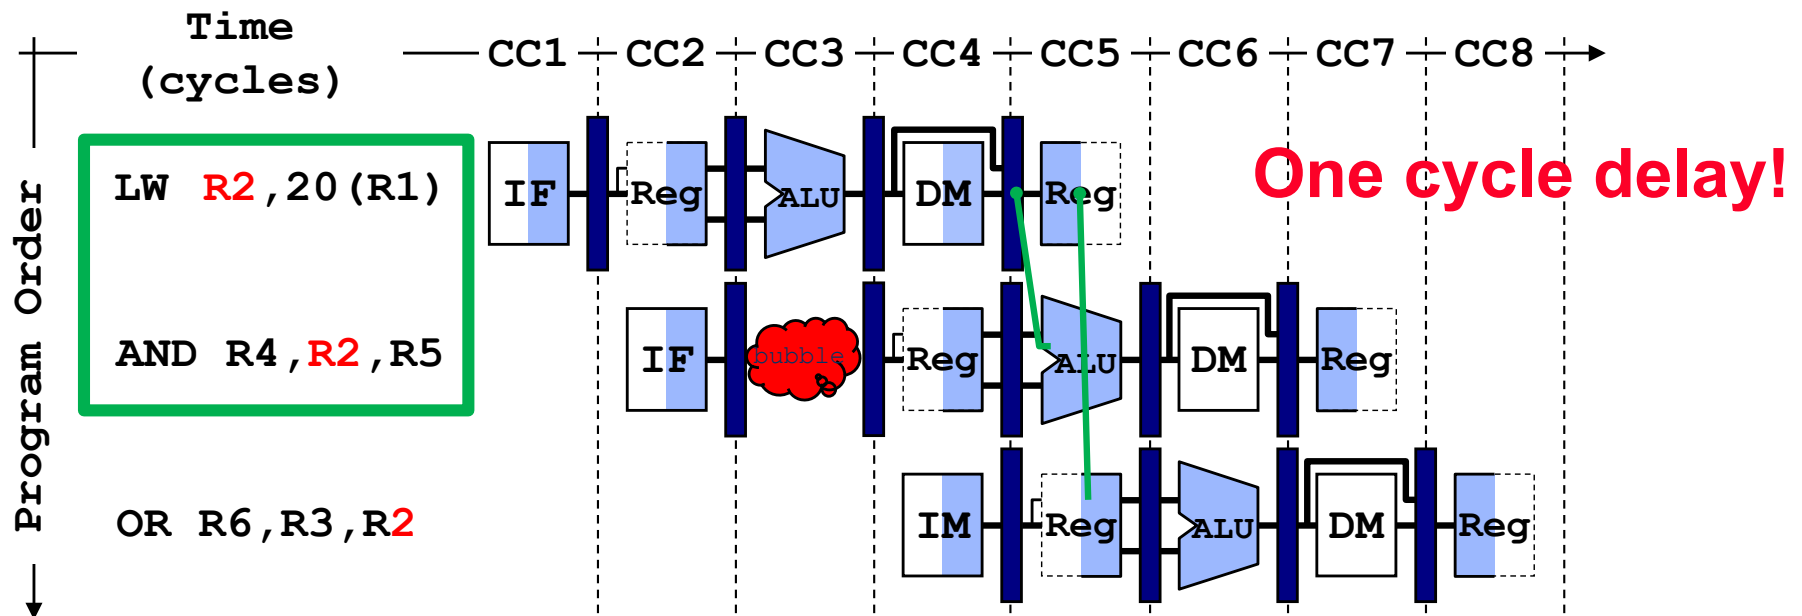 Time
(cycles)
CC1 CC2 CC3 CC4 CC5 CC6 CC7 CC8
Program Order
LW R2,20(R1)
IF Reg ALU DM Reg
One cycle delay!
AND R4,R2,R5
IF bubble Reg ALU DM Reg
OR R6,R3,R2
IM Reg ALU DM Reg